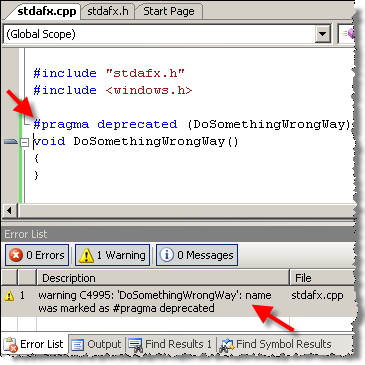 stdafx.cpp stdafx.h Start Page
(Global Scope)
#include "stdafx.h"
#include <windows.h>
#pragma deprecated (DoSomethingWrongWay)
void DoSomethingWrongWay()
{
}
Error List
0 Errors 1 Warning 0 Messages
Description File
1 warning C4995: 'DoSomethingWrongWay': name stdafx.cpp
was marked as #pragma deprecated
Error List Output Find Results 1 Find Symbol Results